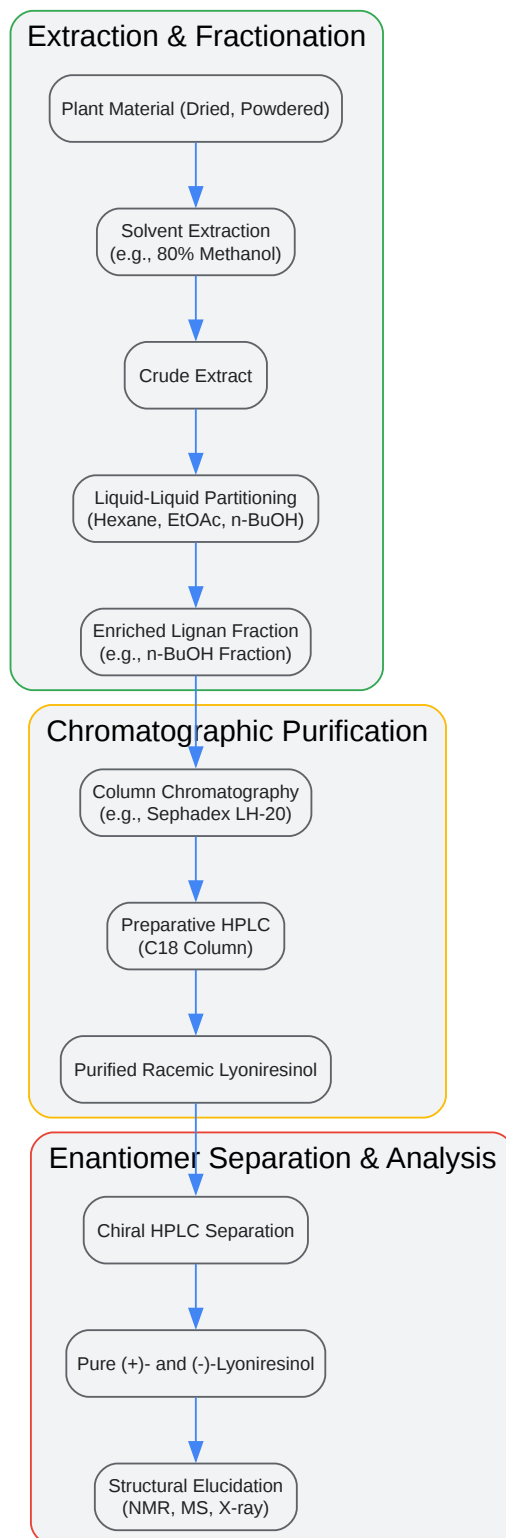 Extraction & Fractionation
Plant Material (Dried, Powdered)
Solvent Extraction
(e.g., 80% Methanol)
Crude Extract
Liquid-Liquid Partitioning
(Hexane, EtOAc, n-BuOH)
Enriched Lignan Fraction
(e.g., n-BuOH Fraction)
Chromatographic Purification
Column Chromatography
(e.g., Sephadex LH-20)
Preparative HPLC
(C18 Column)
Purified Racemic Lyoniresinol
Enantiomer Separation & Analysis
Chiral HPLC Separation
Pure (+)- and (-)-Lyoniresinol
Structural Elucidation
(NMR, MS, X-ray)